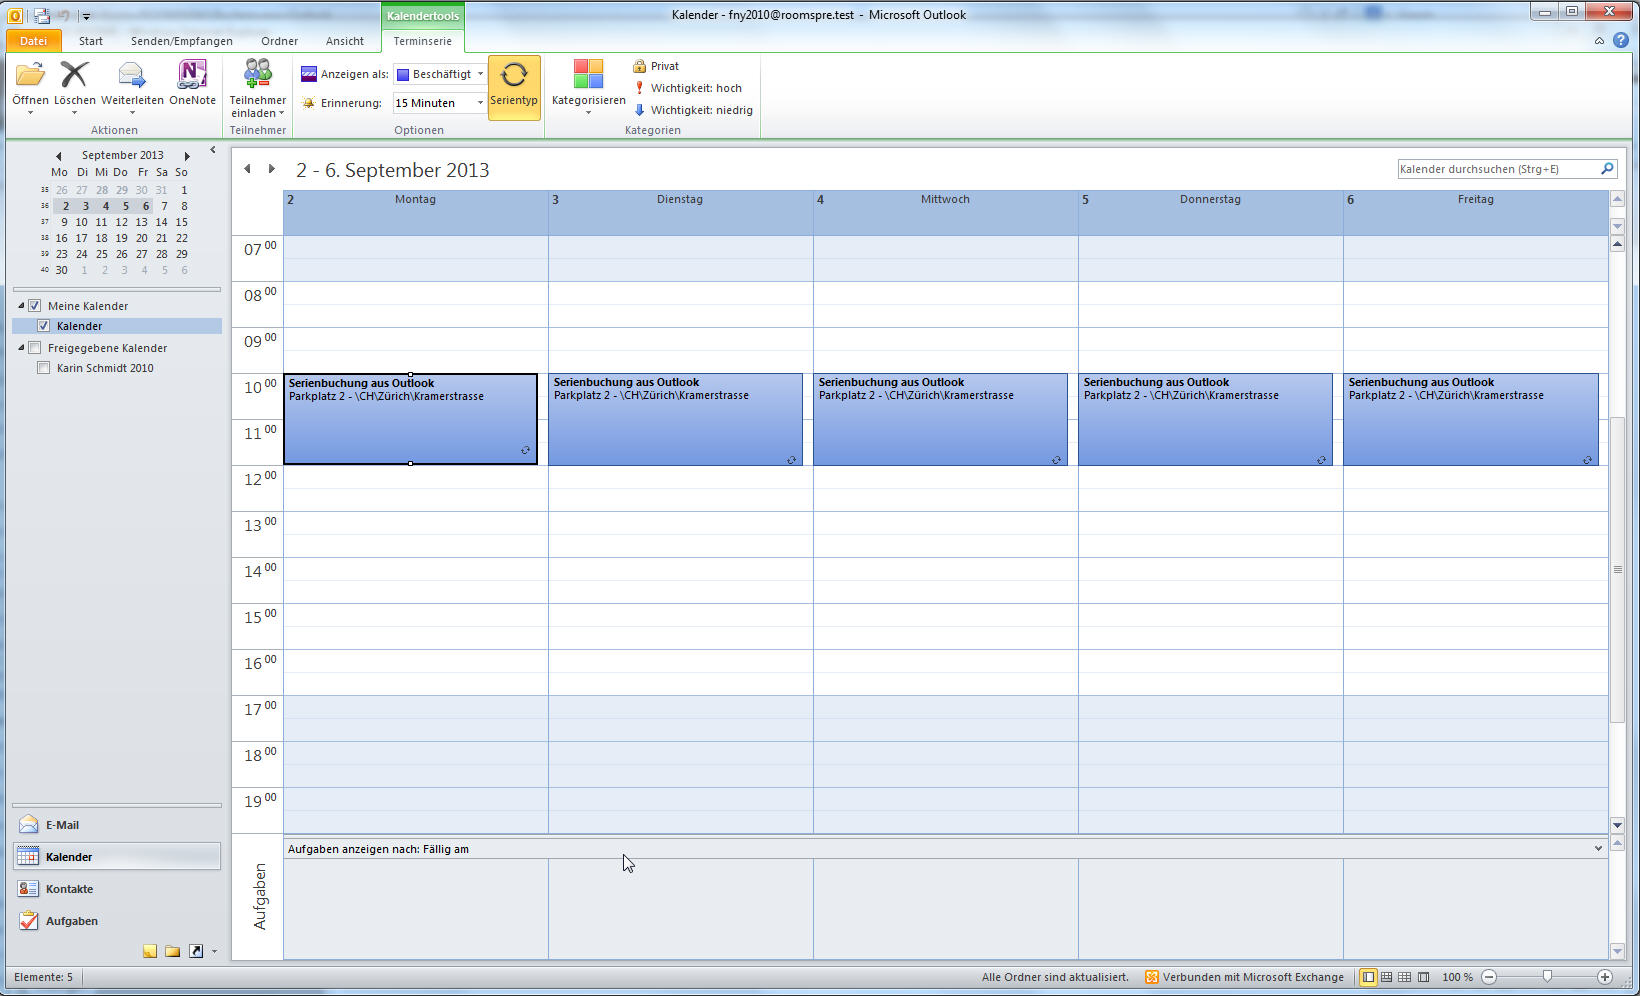 Kalendertools
Kalender - fny2010@roomspre.test - Microsoft Outlook
Datei Start Senden/Empfangen Ordner Ansicht Terminserie
Öffnen Löschen Weiterleiten OneNote
Aktionen
Teilnehmer einladen
Teilnehmer
Anzeigen als: Beschäftigt
Erinnerung: 15 Minuten
Serientyp
Optionen
Kategorisieren
Privat
Wichtigkeit: hoch
Wichtigkeit: niedrig
Kategorien
September 2013
Mo Di Mi Do Fr Sa So
35 26 27 28 29 30 31 1
36 2 3 4 5 6 7 8
37 9 10 11 12 13 14 15
38 16 17 18 19 20 21 22
39 23 24 25 26 27 28 29
40 30 1 2 3 4 5 6
Meine Kalender
Kalender
Freigegebene Kalender
Karin Schmidt 2010
E-Mail
Kalender
Kontakte
Aufgaben
2 - 6. September 2013
Kalender durchsuchen (Strg+E)
2 Montag 3 Dienstag 4 Mittwoch 5 Donnerstag 6 Freitag
07 00
08 00
09 00
10 00
11 00
12 00
13 00
14 00
15 00
16 00
17 00
18 00
19 00
Serienbuchung aus Outlook
Parkplatz 2 - \CH\Zürich\Kramerstrasse
Serienbuchung aus Outlook
Parkplatz 2 - \CH\Zürich\Kramerstrasse
Serienbuchung aus Outlook
Parkplatz 2 - \CH\Zürich\Kramerstrasse
Serienbuchung aus Outlook
Parkplatz 2 - \CH\Zürich\Kramerstrasse
Serienbuchung aus Outlook
Parkplatz 2 - \CH\Zürich\Kramerstrasse
Aufgaben anzeigen nach: Fällig am
Aufgaben
Elemente: 5
Alle Ordner sind aktualisiert. Verbunden mit Microsoft Exchange 100 %